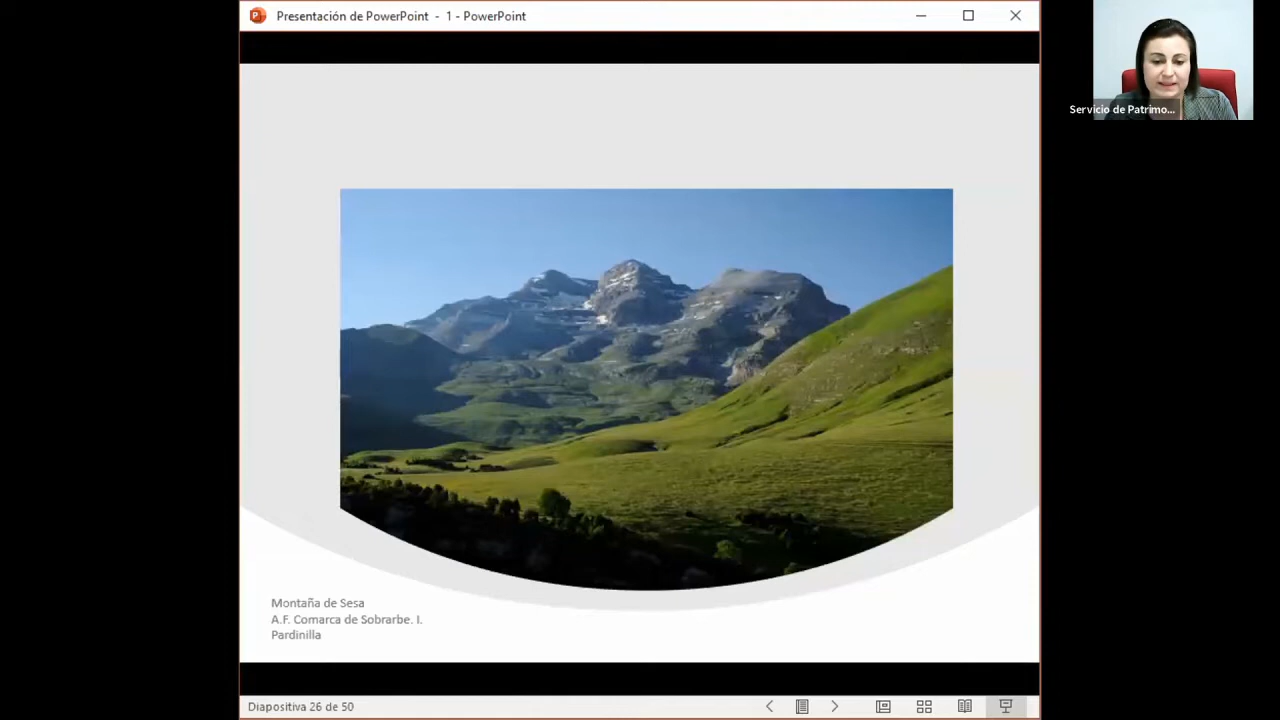 Presentación de PowerPoint - 1 - PowerPoint
Servicio de Patrimo...
Montaña de Sesa
A.F. Comarca de Sobrarbe. I.
Pardinilla
Diapositiva 26 de 50